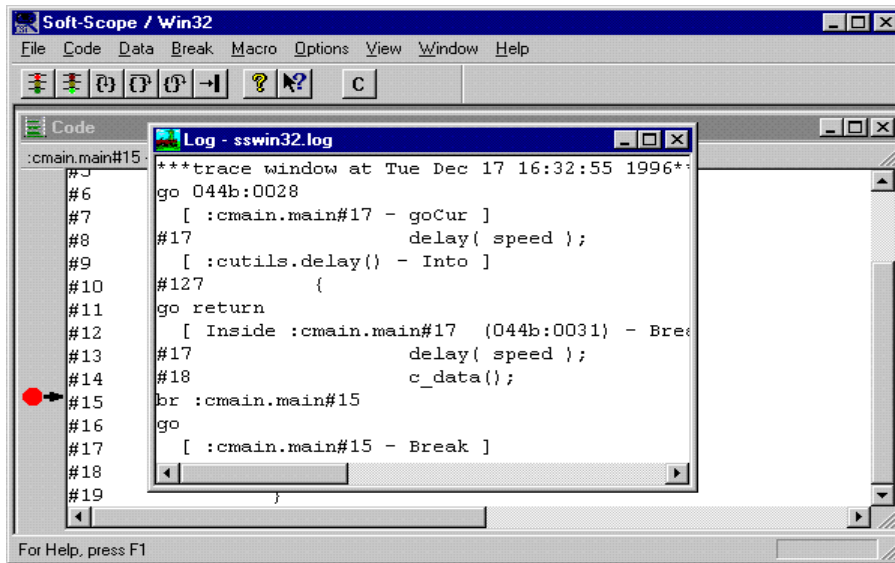 Soft-Scope / Win32
File Code Data Break Macro Options View Window Help
C
Code
:cmain.main#15
Log - sswin32.log
***trace window at Tue Dec 17 16:32:55 1996*
go 044b:0028
[ :cmain.main#17 - goCur ]
#17 delay( speed );
[ :cutils.delay() - Into ]
#127 {
go return
[ Inside :cmain.main#17 (044b:0031) - Brea
#17 delay( speed );
#18 c_data();
br :cmain.main#15
go
[ :cmain.main#15 - Break ]
#5
#6
#7
#8
#9
#10
#11
#12
#13
#14
#15
#16
#17
#18
#19 }
For Help, press F1